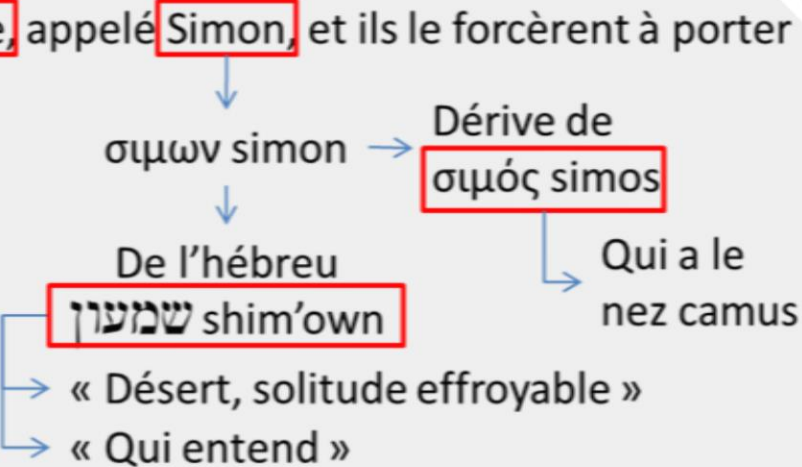 e, appelé Simon, et ils le forcèrent à porter
σιμων simon
Dérive de
σιμός simos
De l'hébreu
שמעון shim'own
Qui a le
nez camus
« Désert, solitude effroyable »
« Qui entend »